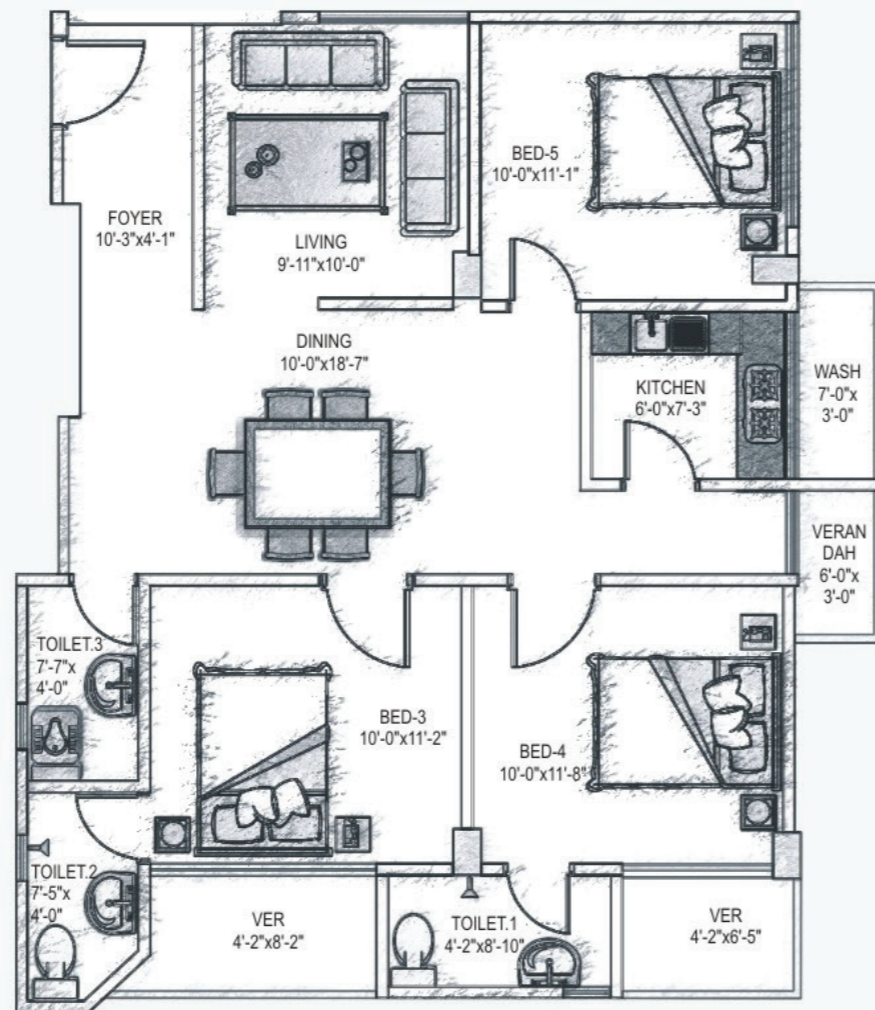 BED-5
10'-0"x11'-1"
FOYER
10'-3"x4'-1"
LIVING
9'-11"x10'-0"
DINING
10'-0"x18'-7"
KITCHEN
6'-0"x7'-3"
WASH
7'-0"x
3'-0"
VERAN
DAH
6'-0"x
3'-0"
TOILET.3
7'-7"x
4'-0"
BED-3
10'-0"x11'-2"
BED-4
10'-0"x11'-8"
TOILET.2
7'-5"x
4'-0"
VER
4'-2"x8'-2"
TOILET.1
4'-2"x8'-10"
VER
4'-2"x6'-5"